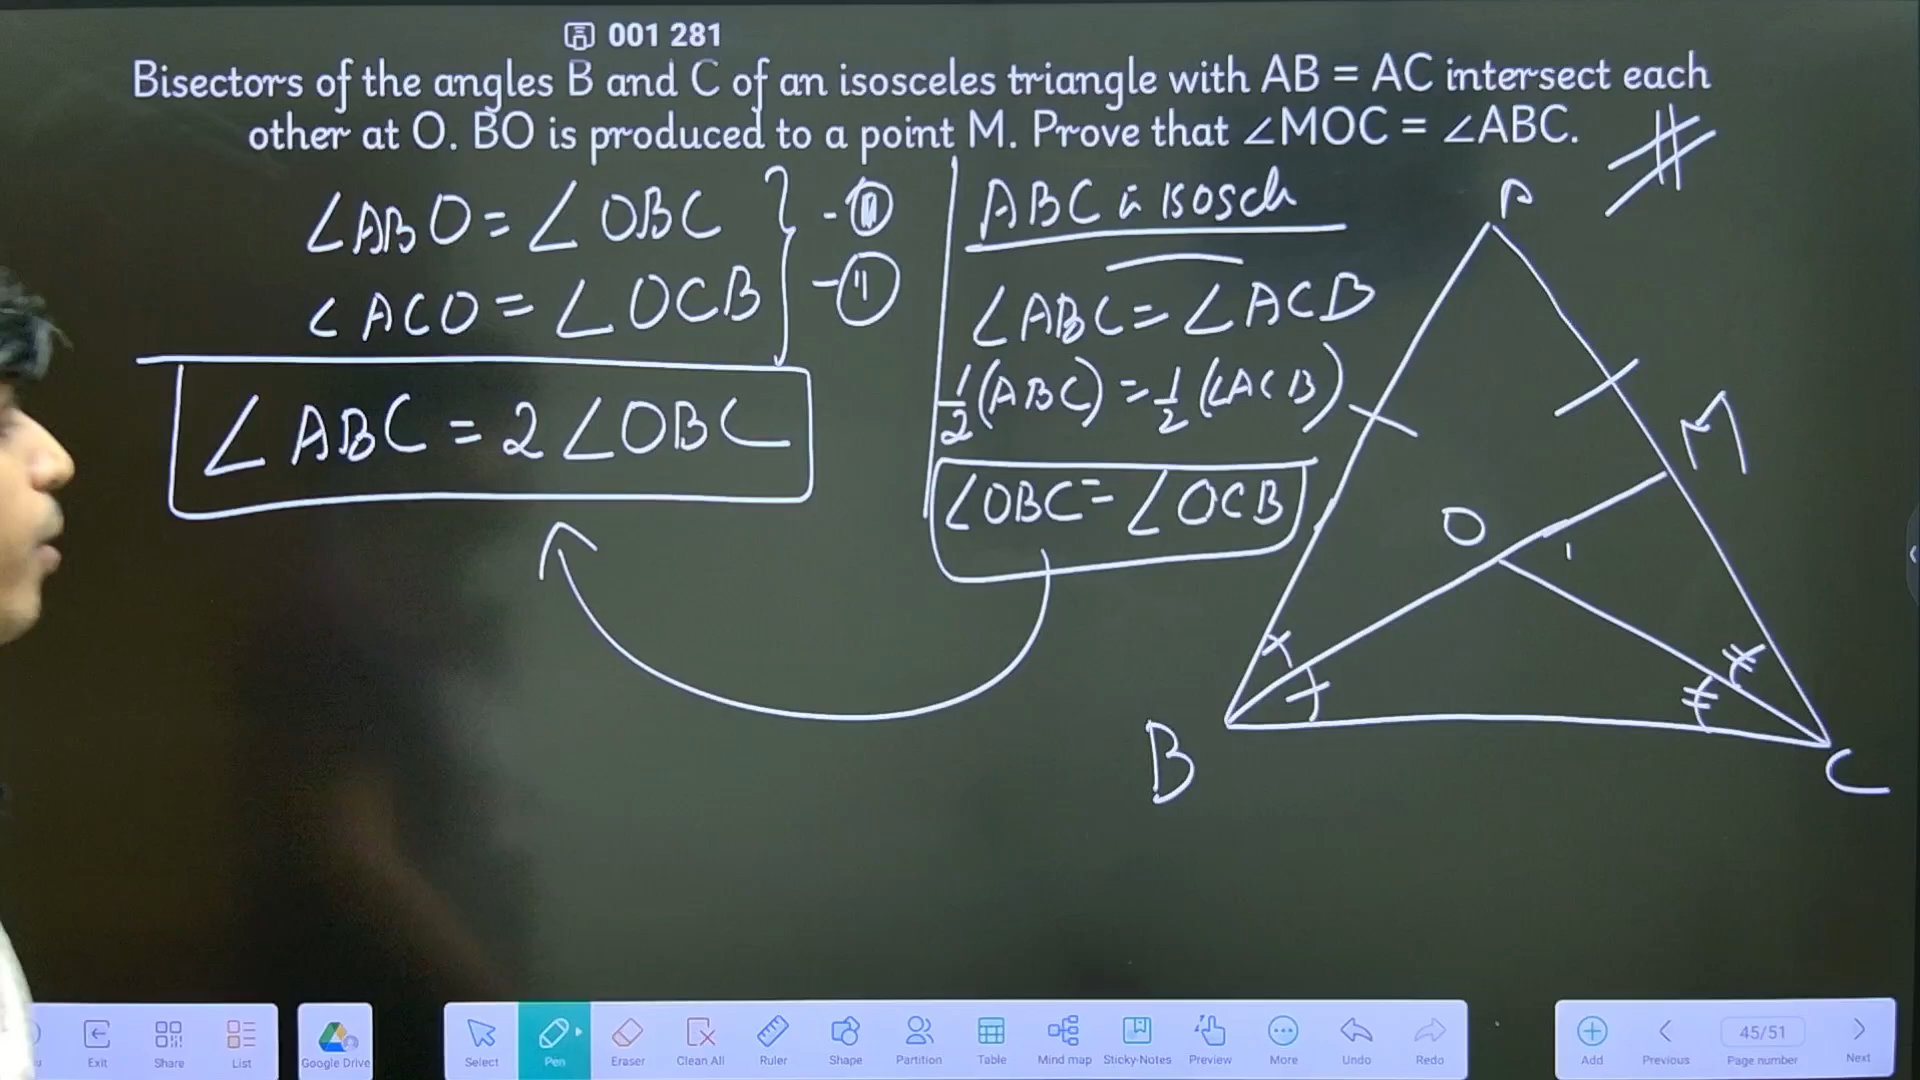 001 281
Bisectors of the angles B and C of an isosceles triangle with AB = AC intersect each
other at O. BO is produced to a point M. Prove that ∠MOC = ∠ABC.
∠ABO = ∠OBC
∠ACO = ∠OCB
∠ABC = 2∠OBC
ABC is isosch
∠ABC = ∠ACB
1/2(ABC) = 1/2(∠ACB)
∠OBC = ∠OCB
A
M
O
B
C
Exit
Share
List
Google Drive
Select
Pen
Eraser
Clean All
Ruler
Shape
Partition
Table
Mind map
Sticky-Notes
Preview
More
Undo
Redo
Add
Previous
45/51
Page number
Next